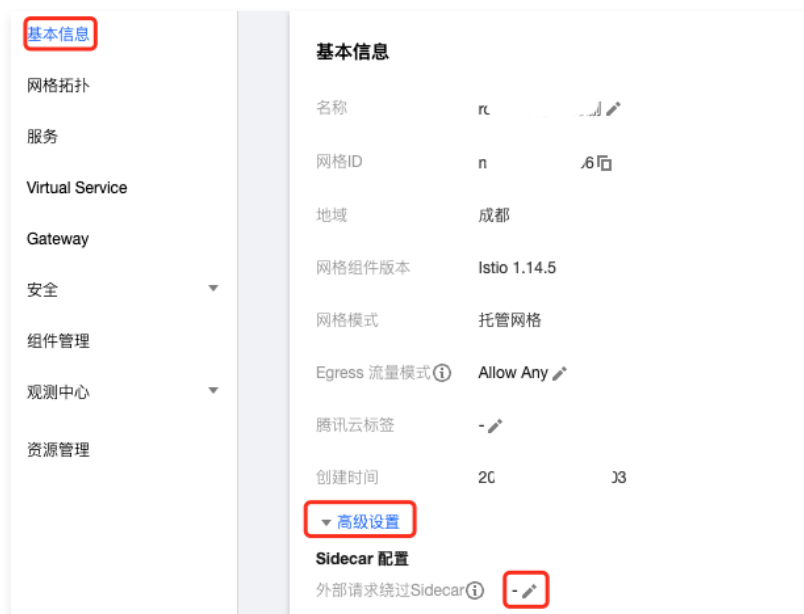 基本信息
网格拓扑
服务
Virtual Service
Gateway
安全
组件管理
观测中心
资源管理
基本信息
名称
网格ID
地域 成都
网格组件版本 Istio 1.14.5
网格模式 托管网格
Egress 流量模式 Allow Any
腾讯云标签 -
创建时间 20 03
高级设置
Sidecar 配置
外部请求绕过Sidecar -